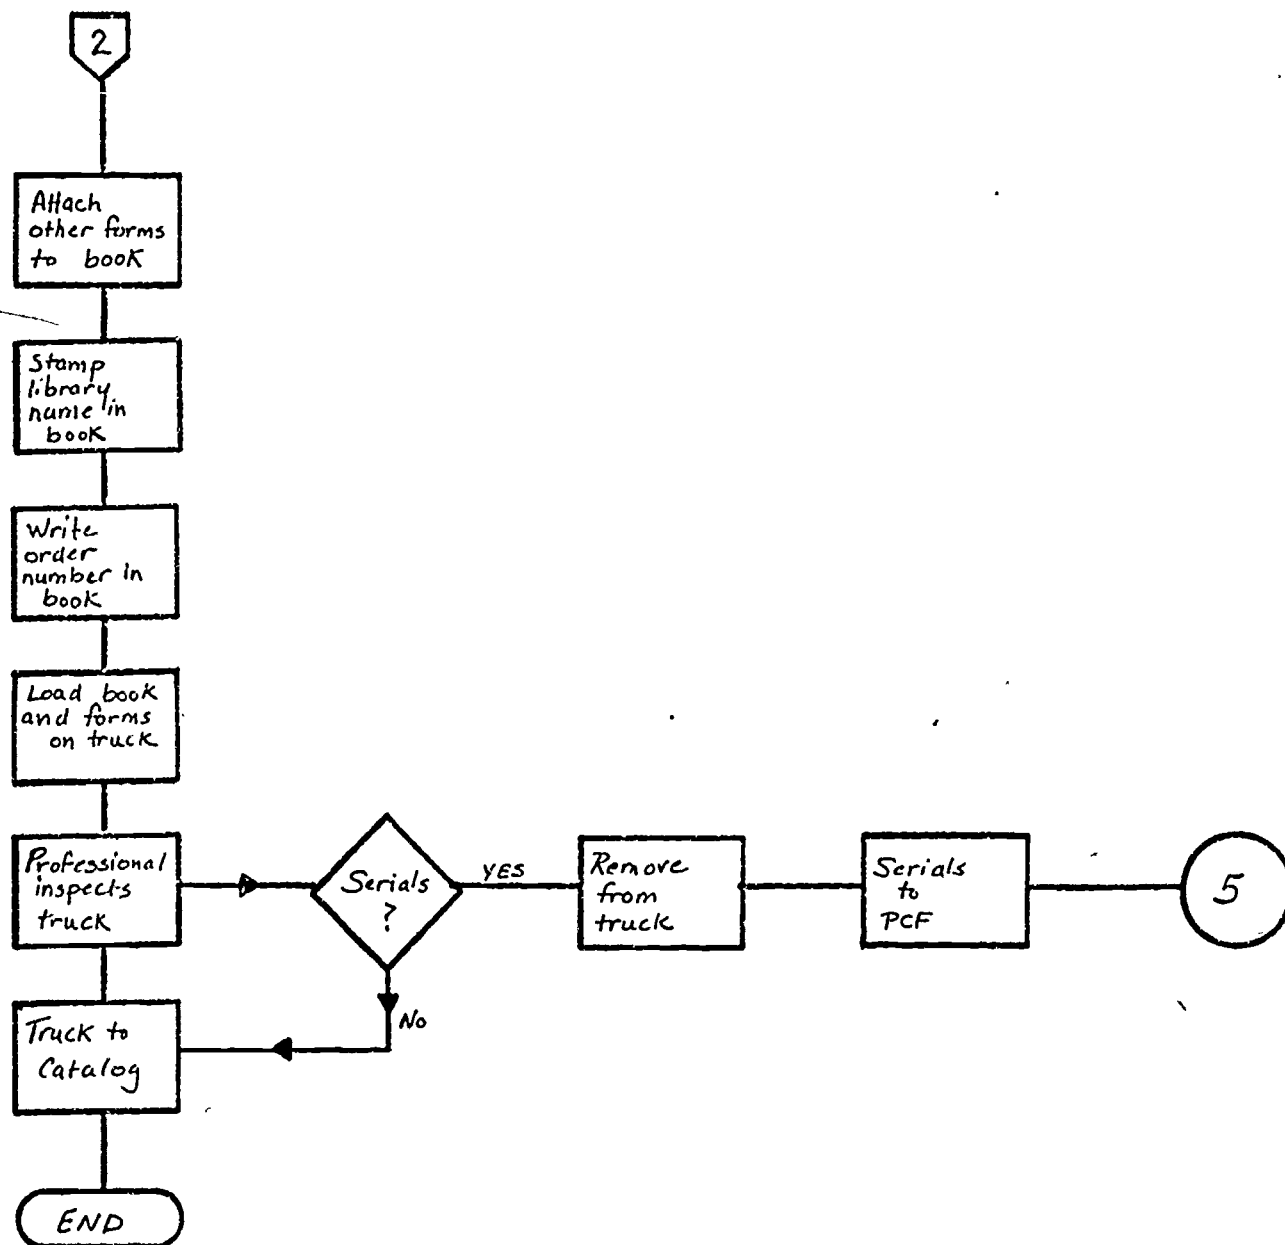 2
Attach
other forms
to book
Stamp
library
name in
book
Write
order
number in
book
Load book
and forms
on truck
Professional
inspects
truck
Serials
?
YES
Remove
from
truck
Serials
to
PCF
5
No
Truck to
Catalog
END